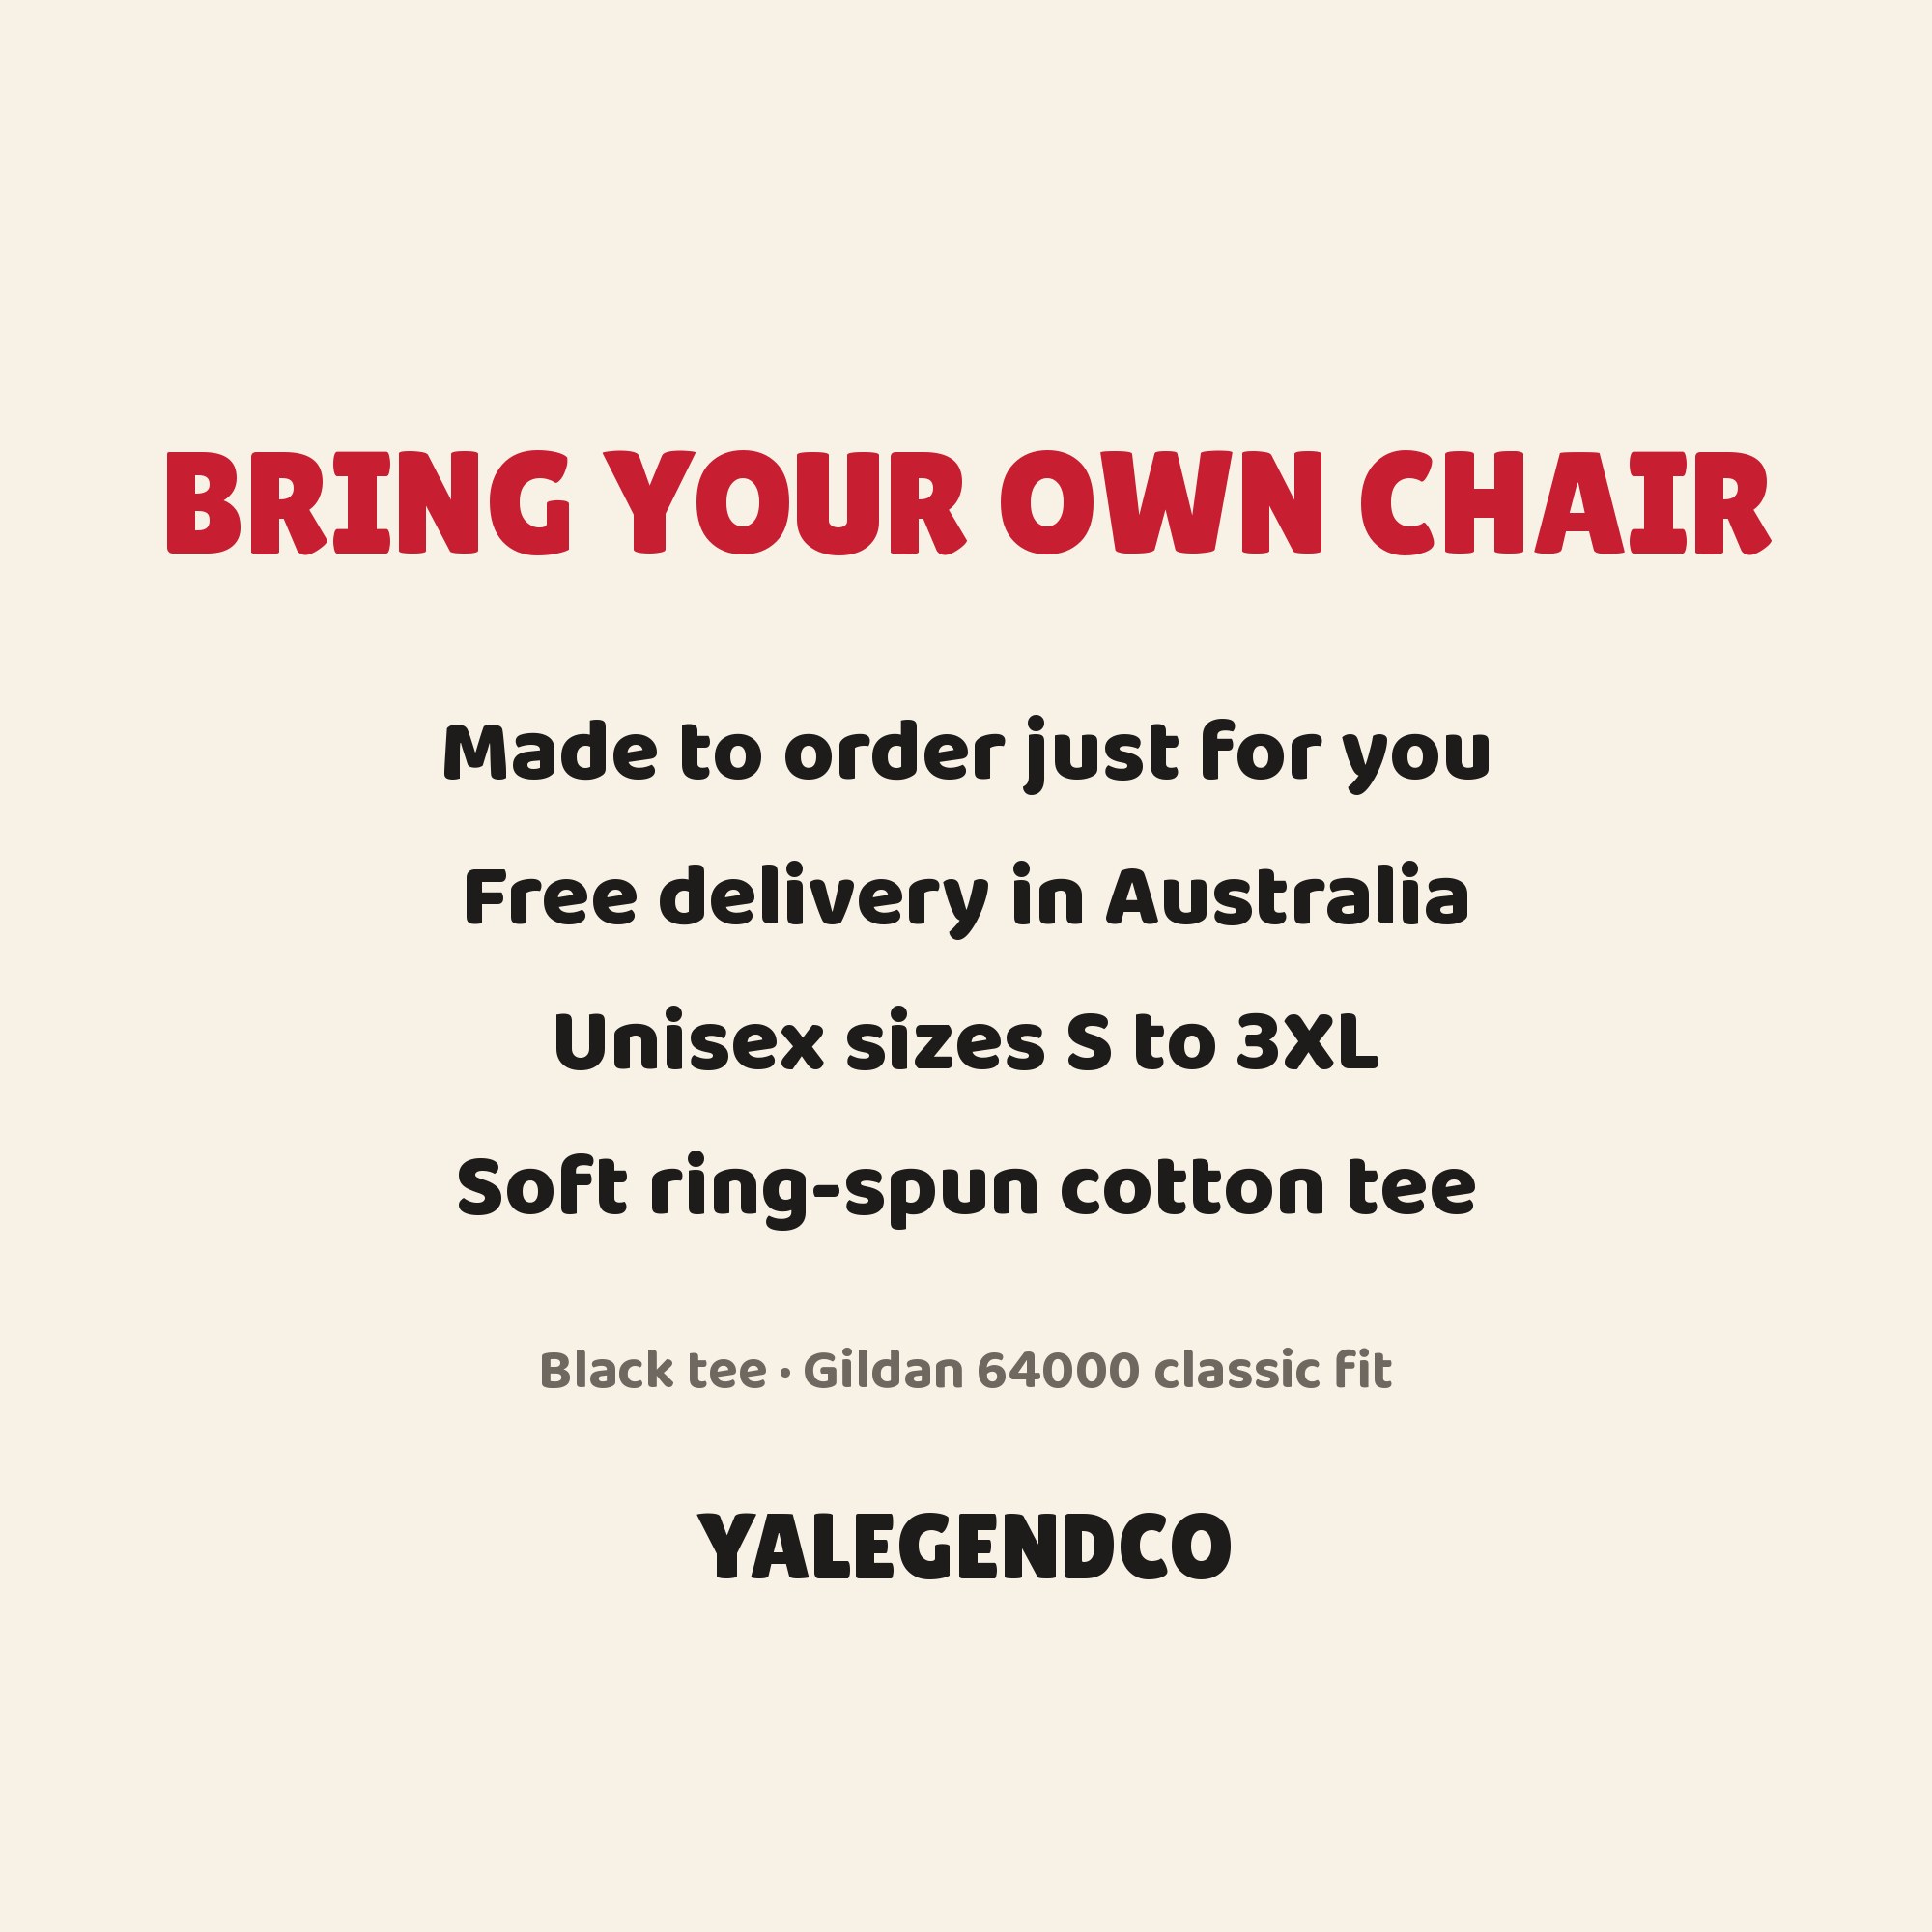 BRING YOUR OWN CHAIR
Made to order just for you
Free delivery in Australia
Unisex sizes S to 3XL
Soft ring-spun cotton tee
Black tee • Gildan 64000 classic fit
YALEGENDCO